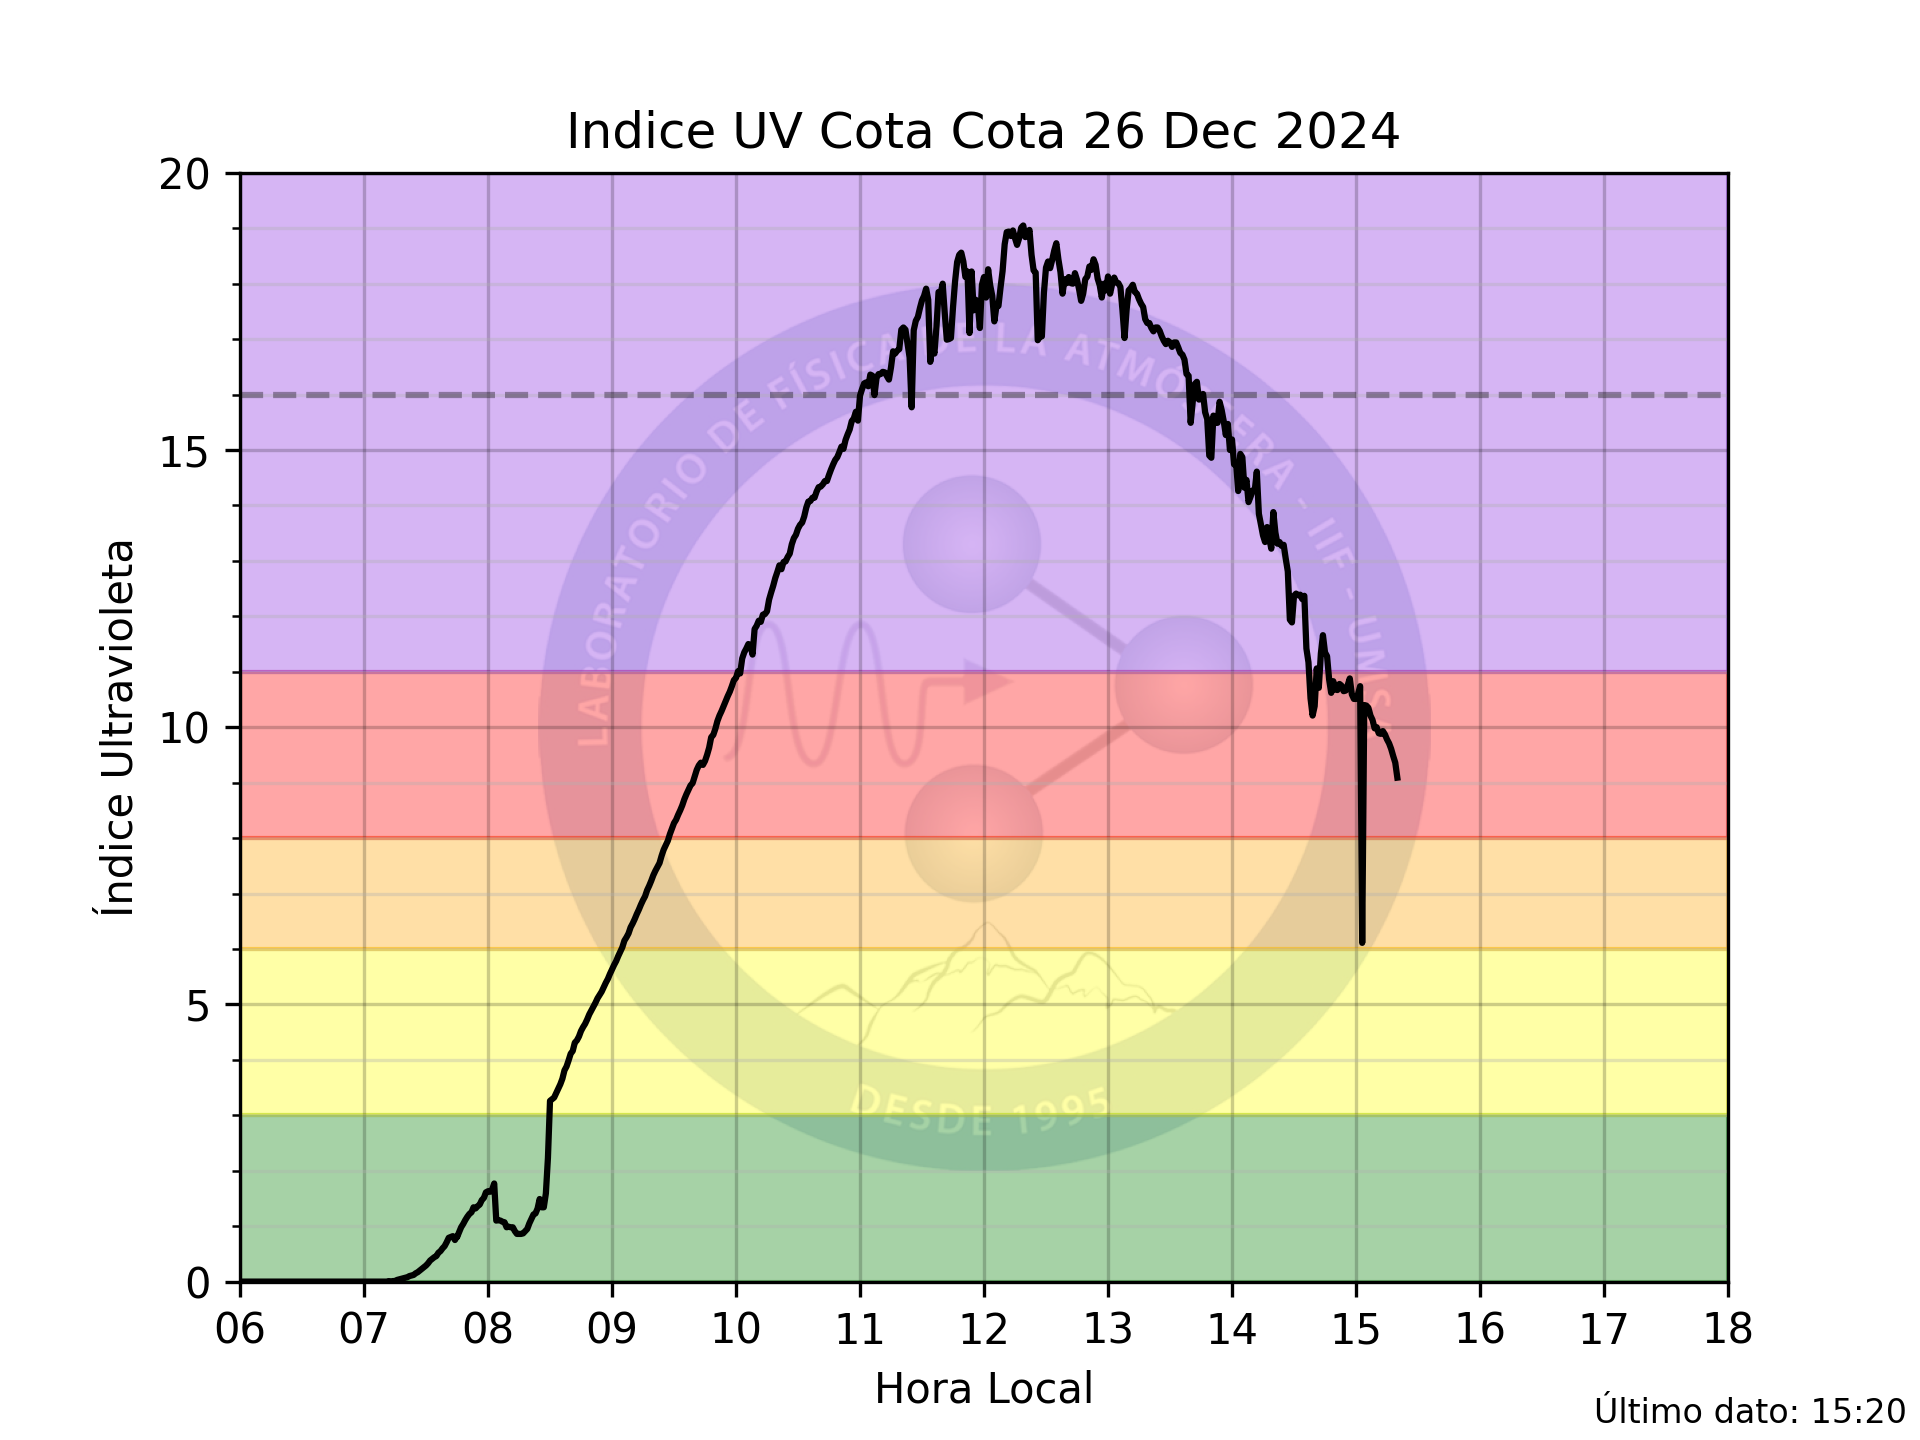 Indice UV Cota Cota 26 Dec 2024
20
15
10
5
0
Índice Ultravioleta
06 07 08 09 10 11 12 13 14 15 16 17 18
Hora Local
Último dato: 15:20
LABORATORIO DE FÍSICA DE LA ATMÓSFERA - IIF - UMSA
DESDE 1995